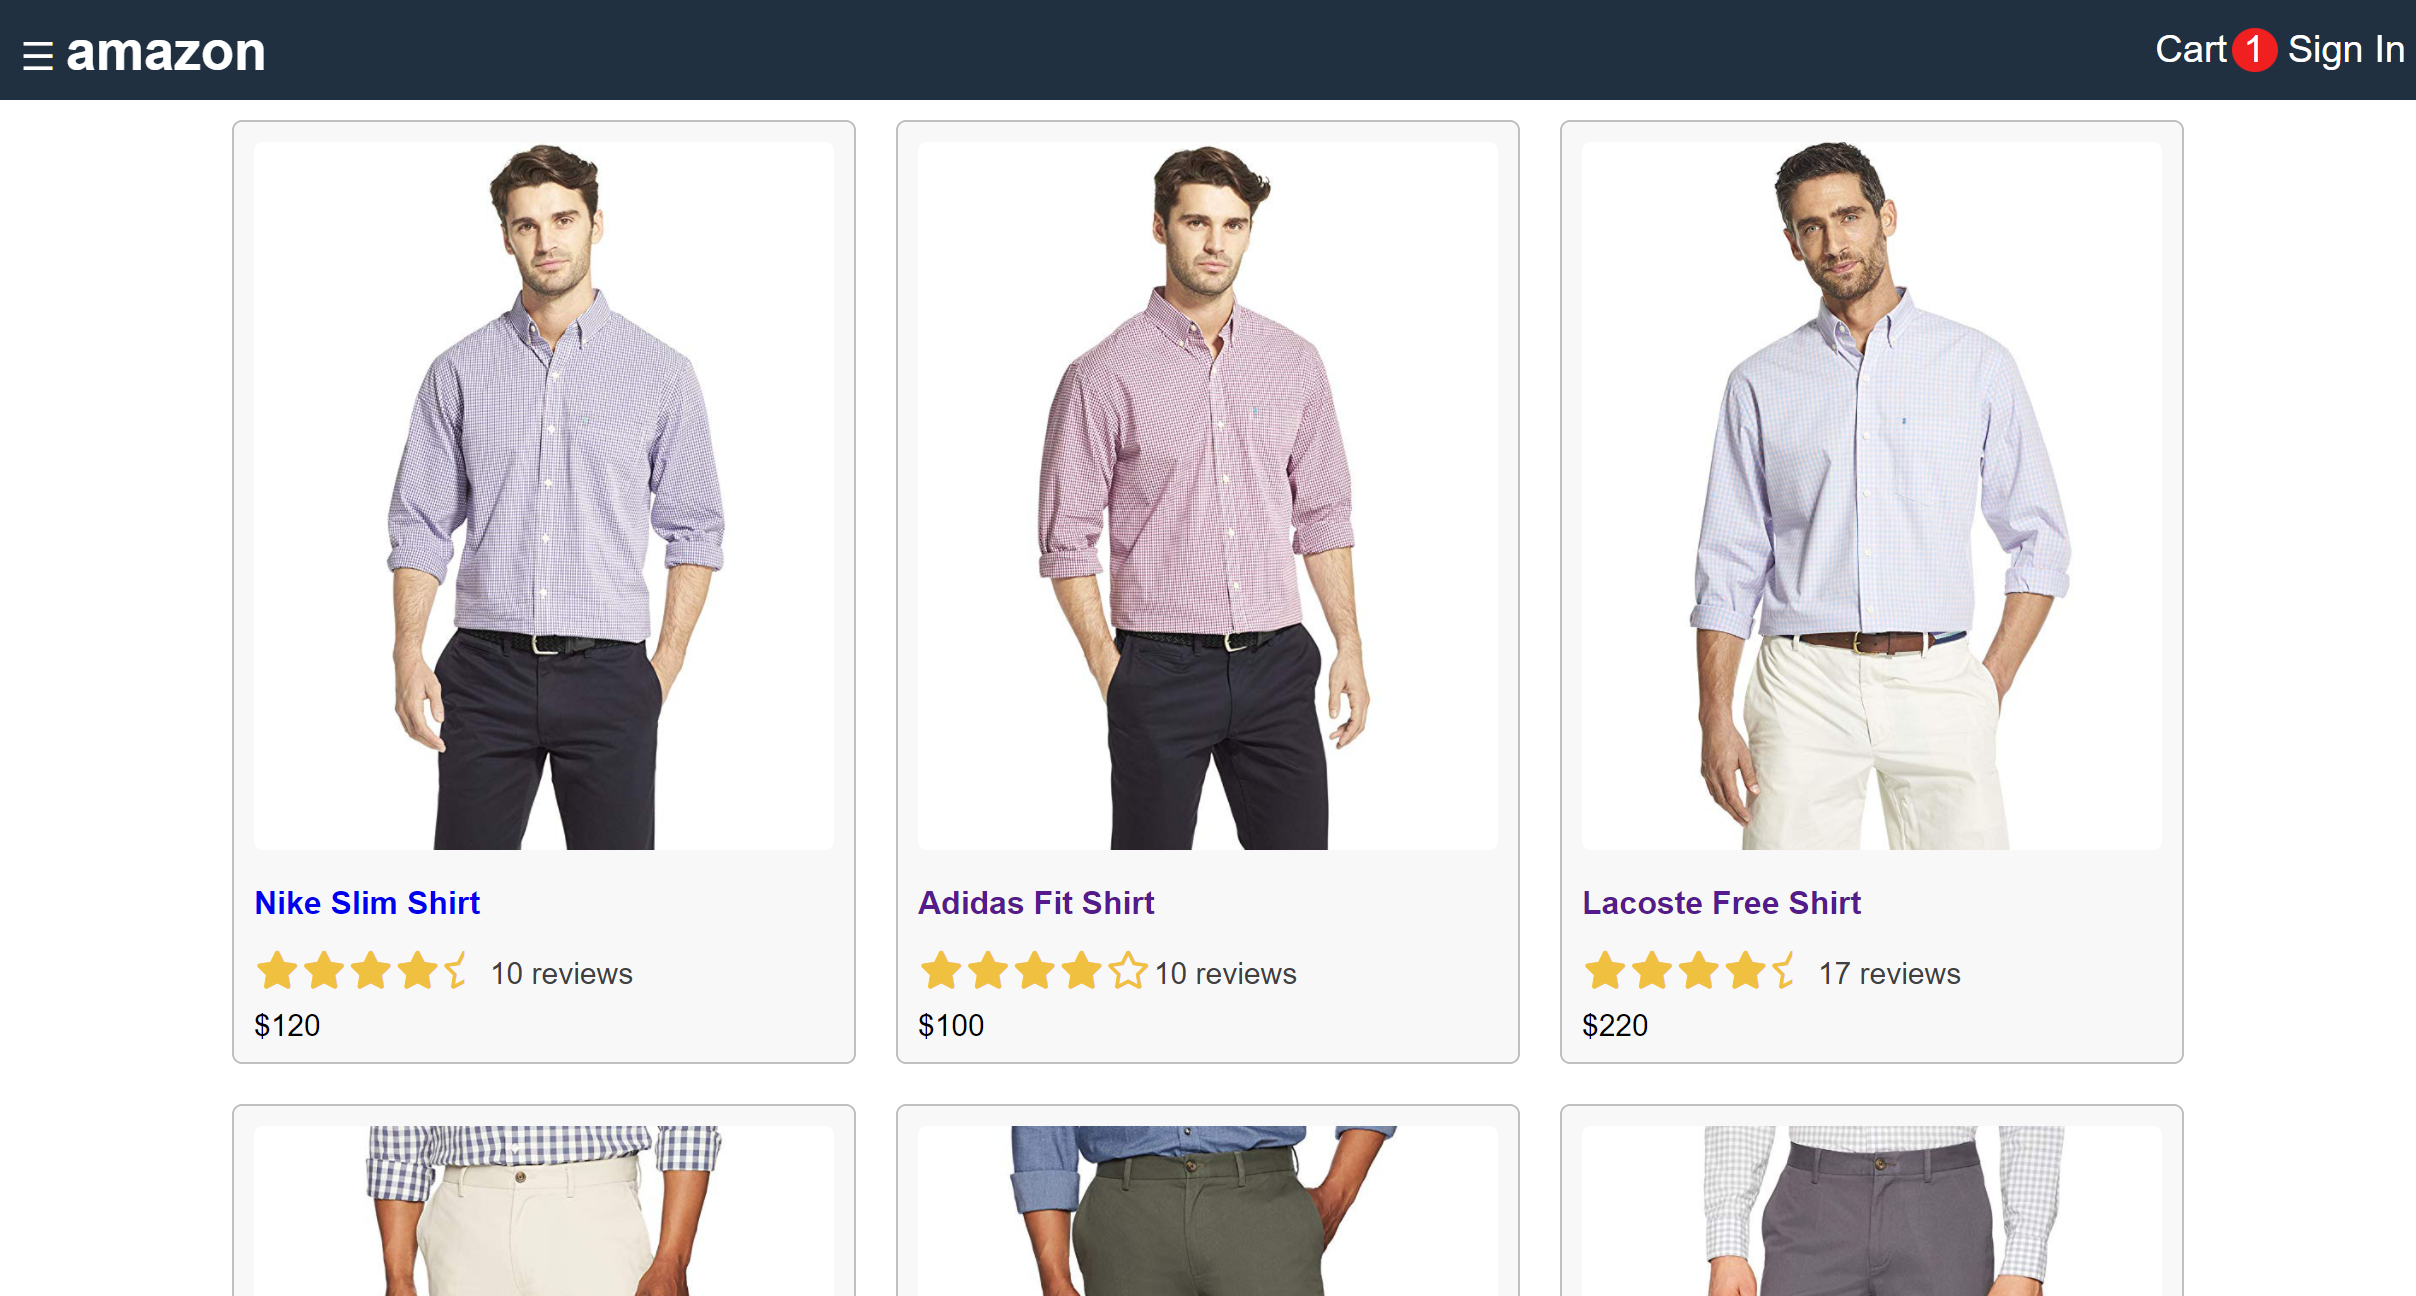 ☰ amazon
Cart 1 Sign In
Nike Slim Shirt
10 reviews
$120
Adidas Fit Shirt
10 reviews
$100
Lacoste Free Shirt
17 reviews
$220